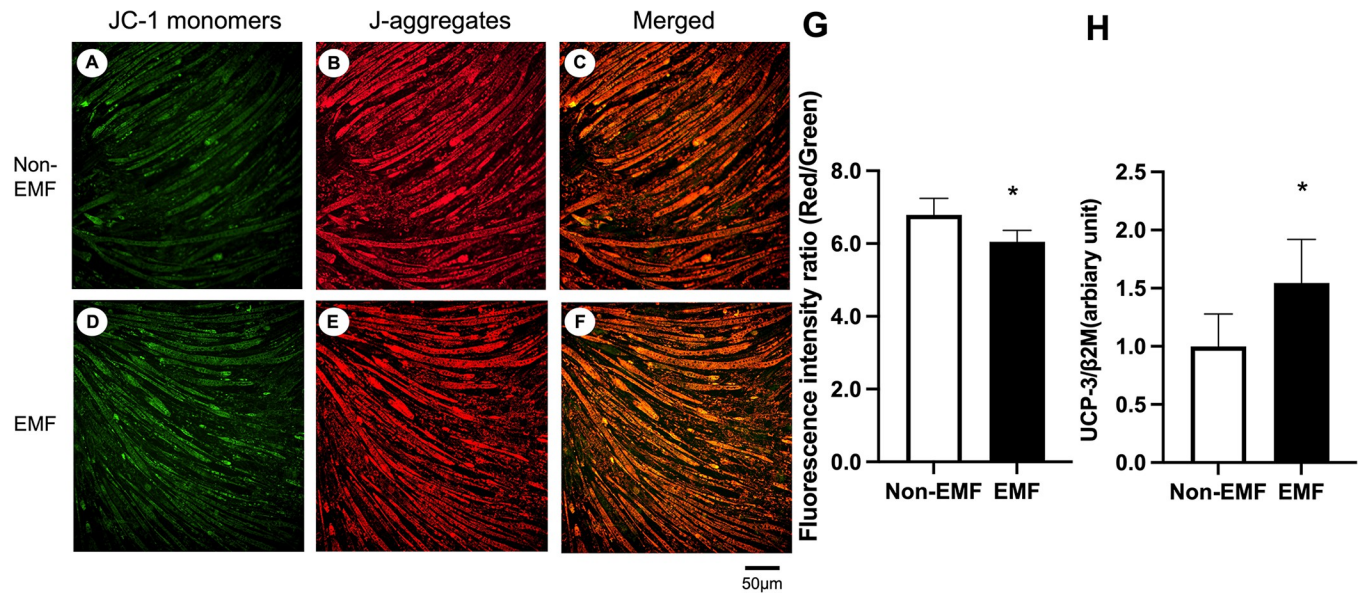 JC-1 monomers
J-aggregates
Merged
G
H
A
B
C
Non-
EMF
D
E
F
EMF
50μm
Fluorescence intensity ratio (Red/Green)
8.0
6.0
4.0
2.0
0.0
*
Non-EMF
EMF
UCP-3/β2M(arbiary unit)
2.5
2.0
1.5
1.0
0.5
0.0
*
Non-EMF
EMF